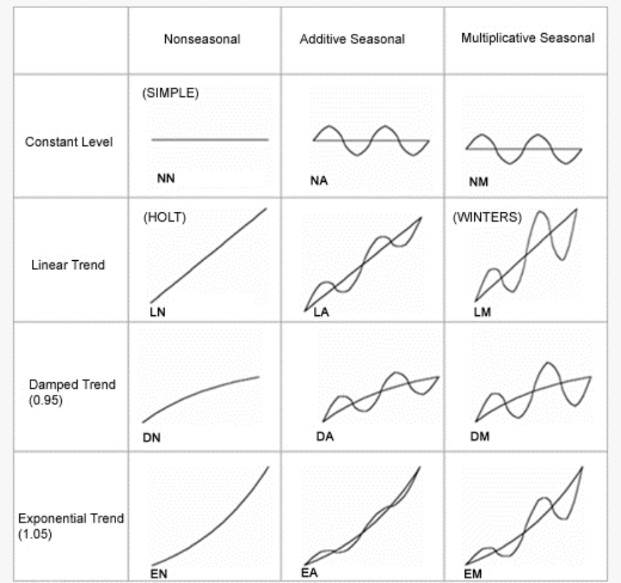 Nonseasonal
Additive Seasonal
Multiplicative Seasonal
Constant Level
(SIMPLE)
NN
NA
NM
Linear Trend
(HOLT)
LN
LA
(WINTERS)
LM
Damped Trend
(0.95)
DN
DA
DM
Exponential Trend
(1.05)
EN
EA
EM